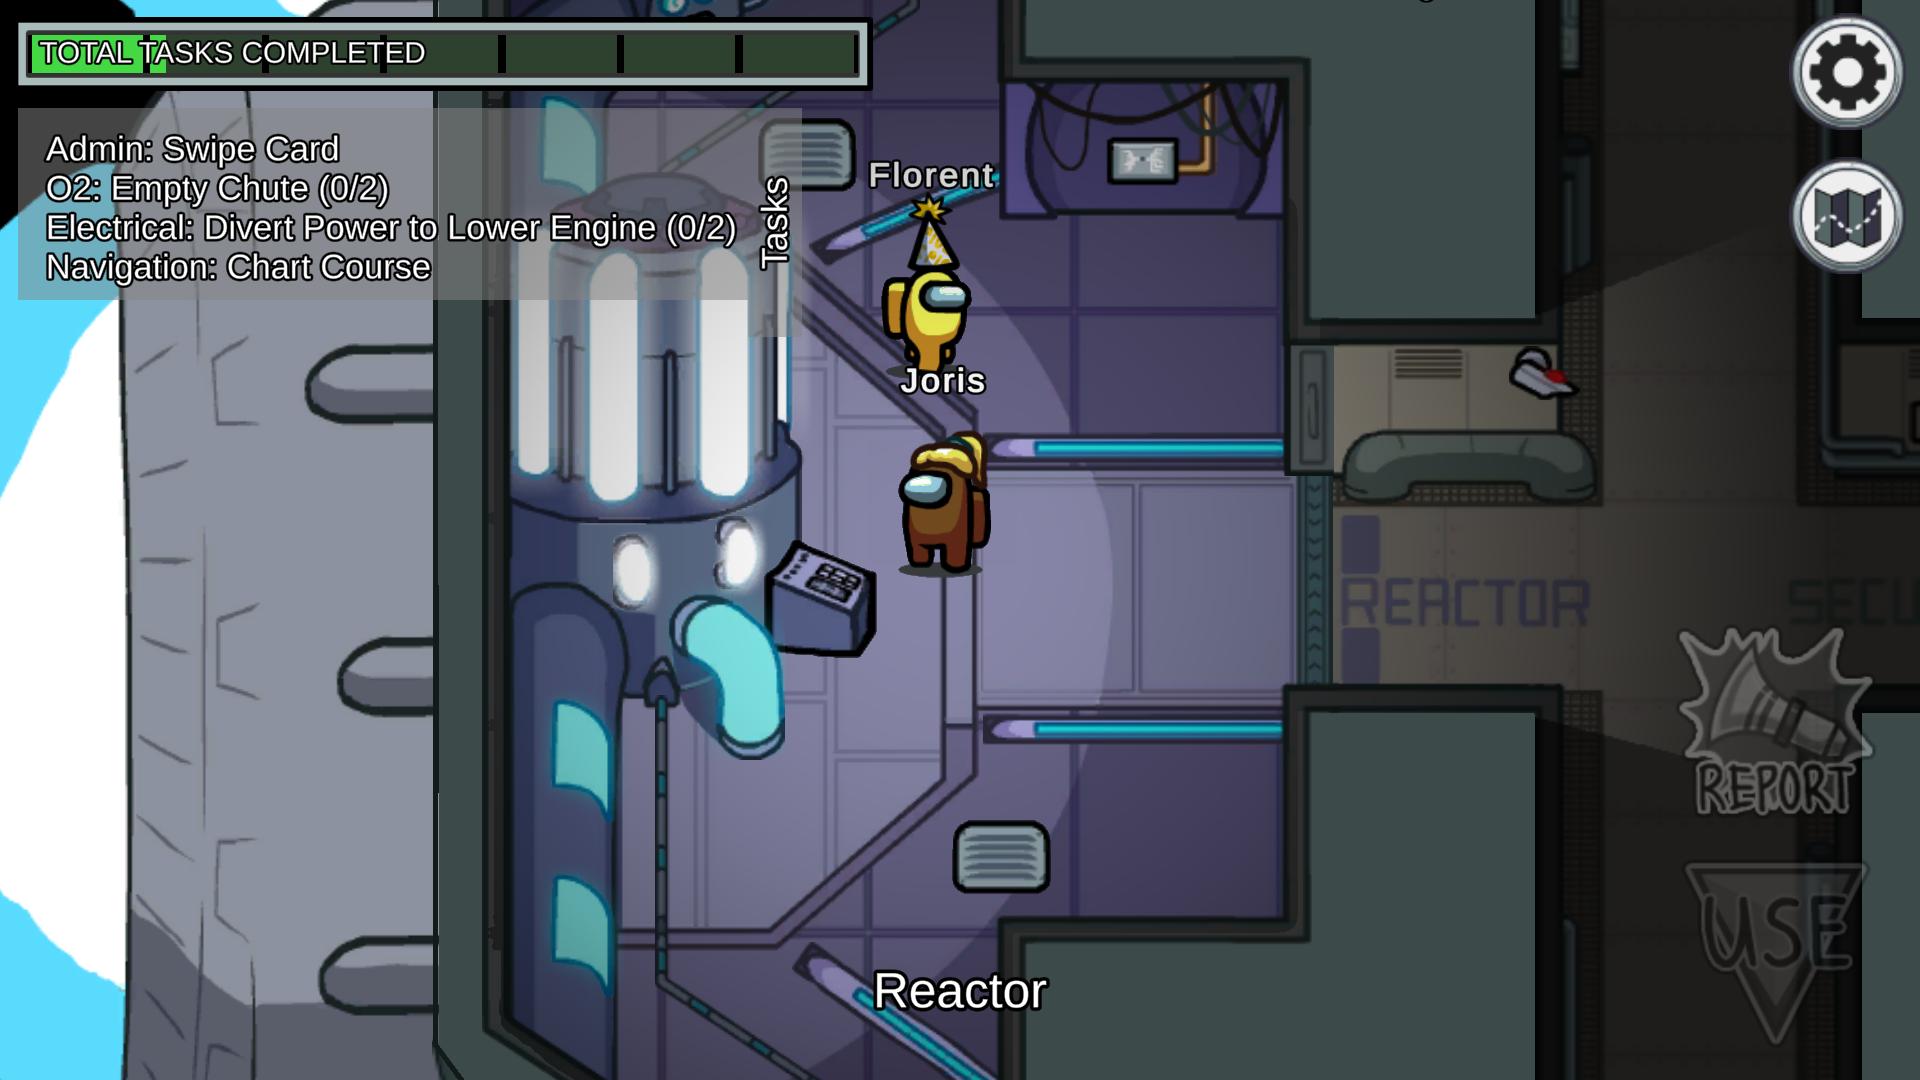 TOTAL TASKS COMPLETED
Admin: Swipe Card
O2: Empty Chute (0/2)
Electrical: Divert Power to Lower Engine (0/2)
Navigation: Chart Course
Tasks
Florent
Joris
REACTOR
SECU
REPORT
USE
Reactor